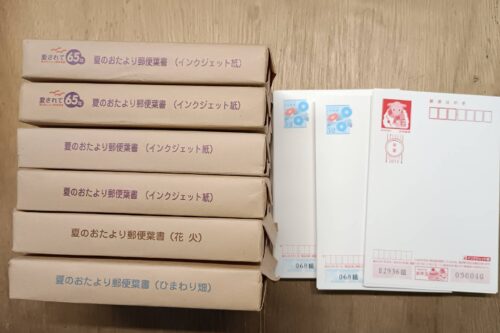 愛されて65年
夏のおたより郵便葉書（インクジェット紙）
愛されて65年
夏のおたより郵便葉書（インクジェット紙）
夏のおたより郵便葉書（インクジェット紙）
夏のおたより郵便葉書（インクジェット紙）
夏のおたより郵便葉書（花 火）
夏のおたより郵便葉書（ひまわり畑）
郵便はがき
年賀
068組
068組
B2936組
090040